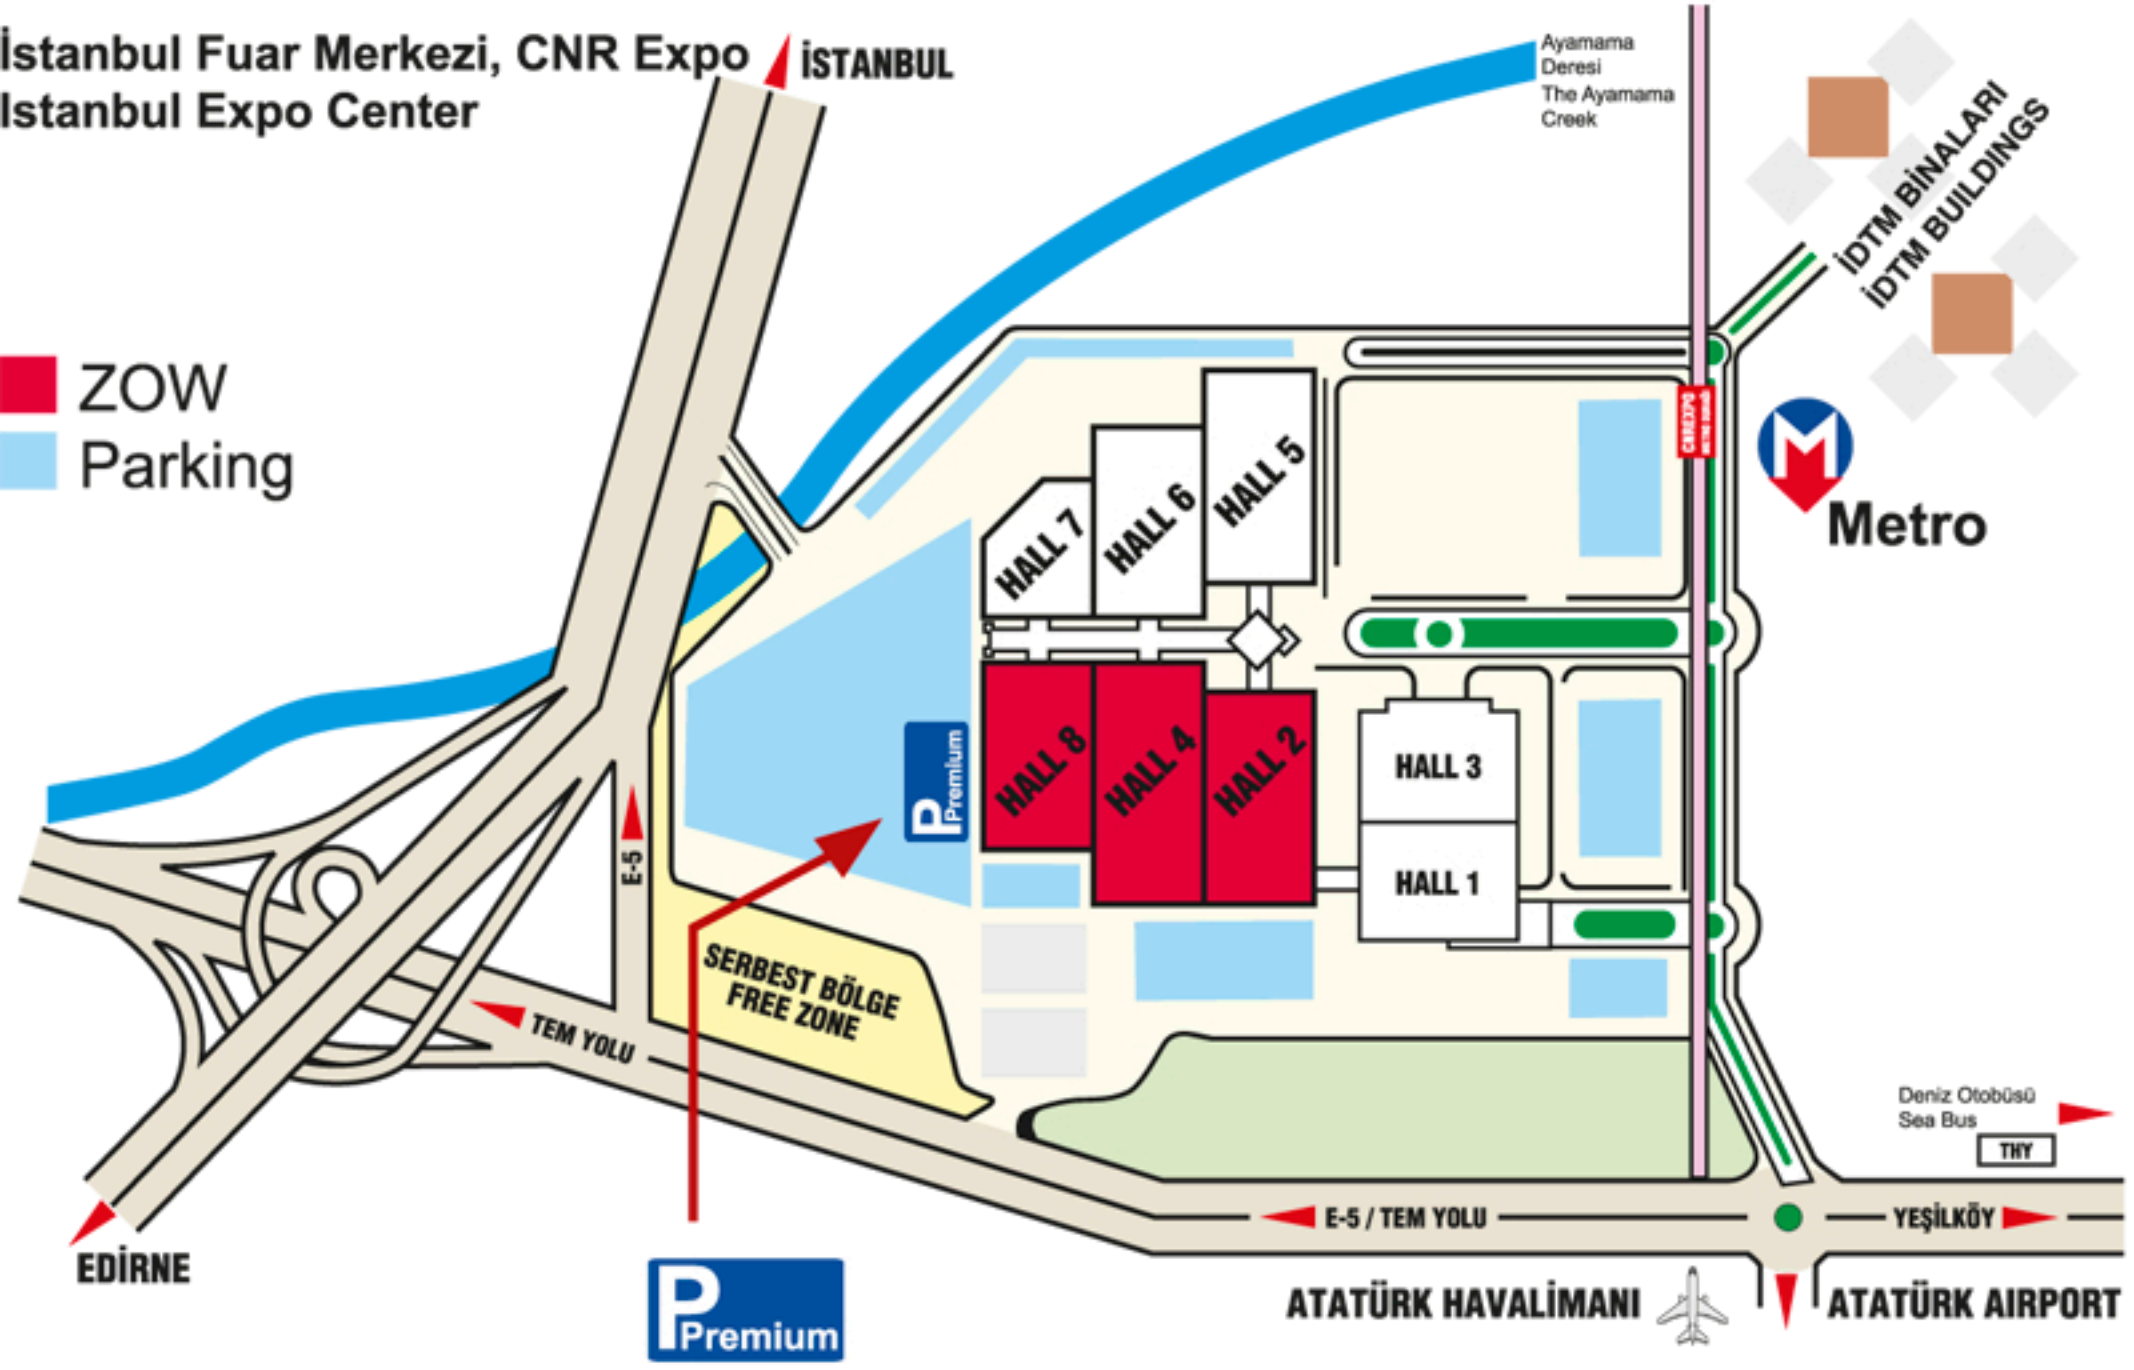 İstanbul Fuar Merkezi, CNR Expo
Istanbul Expo Center
İSTANBUL
Ayamama
Deresi
The Ayamama
Creek
İDTM BİNALARI
İDTM BUILDINGS
ZOW
Parking
CNREXPO
M
Metro
HALL 5
HALL 6
HALL 7
HALL 8
HALL 4
HALL 2
HALL 3
HALL 1
P Premium
E-5
SERBEST BÖLGE
FREE ZONE
TEM YOLU
Deniz Otobüsü
Sea Bus
THY
E-5 / TEM YOLU
YEŞİLKÖY
EDİRNE
P Premium
ATATÜRK HAVALİMANI
ATATÜRK AIRPORT